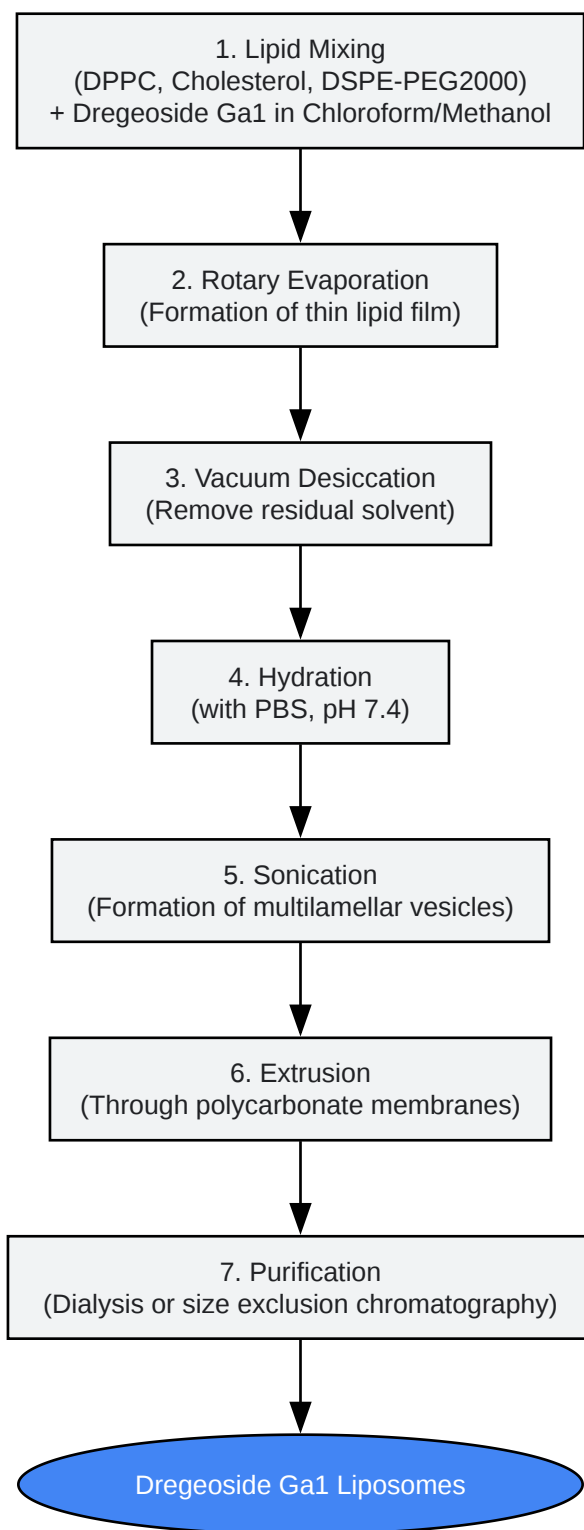 1. Lipid Mixing
(DPPC, Cholesterol, DSPE-PEG2000)
+ Dregeoside Ga1 in Chloroform/Methanol
2. Rotary Evaporation
(Formation of thin lipid film)
3. Vacuum Desiccation
(Remove residual solvent)
4. Hydration
(with PBS, pH 7.4)
5. Sonication
(Formation of multilamellar vesicles)
6. Extrusion
(Through polycarbonate membranes)
7. Purification
(Dialysis or size exclusion chromatography)
Dregeoside Ga1 Liposomes